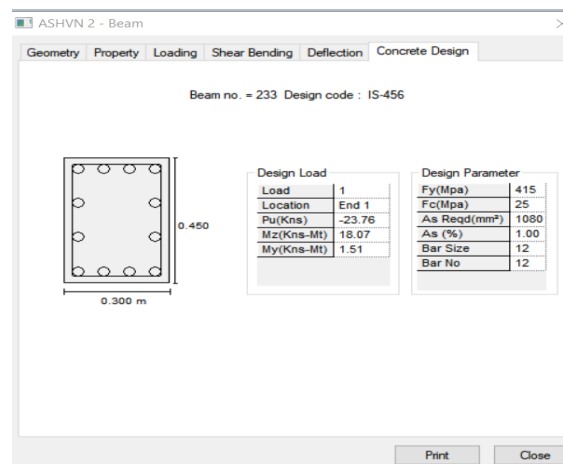 ASHVN 2 - Beam
Geometry Property Loading Shear Bending Deflection Concrete Design
Beam no. = 233 Design code : IS-456
0.450
0.300 m
Design Load
Load 1
Location End 1
Pu(Kns) -23.76
Mz(Kns-Mt) 18.07
My(Kns-Mt) 1.51
Design Parameter
Fy(Mpa) 415
Fc(Mpa) 25
As Reqd(mm²) 1080
As (%) 1.00
Bar Size 12
Bar No 12
Print Close